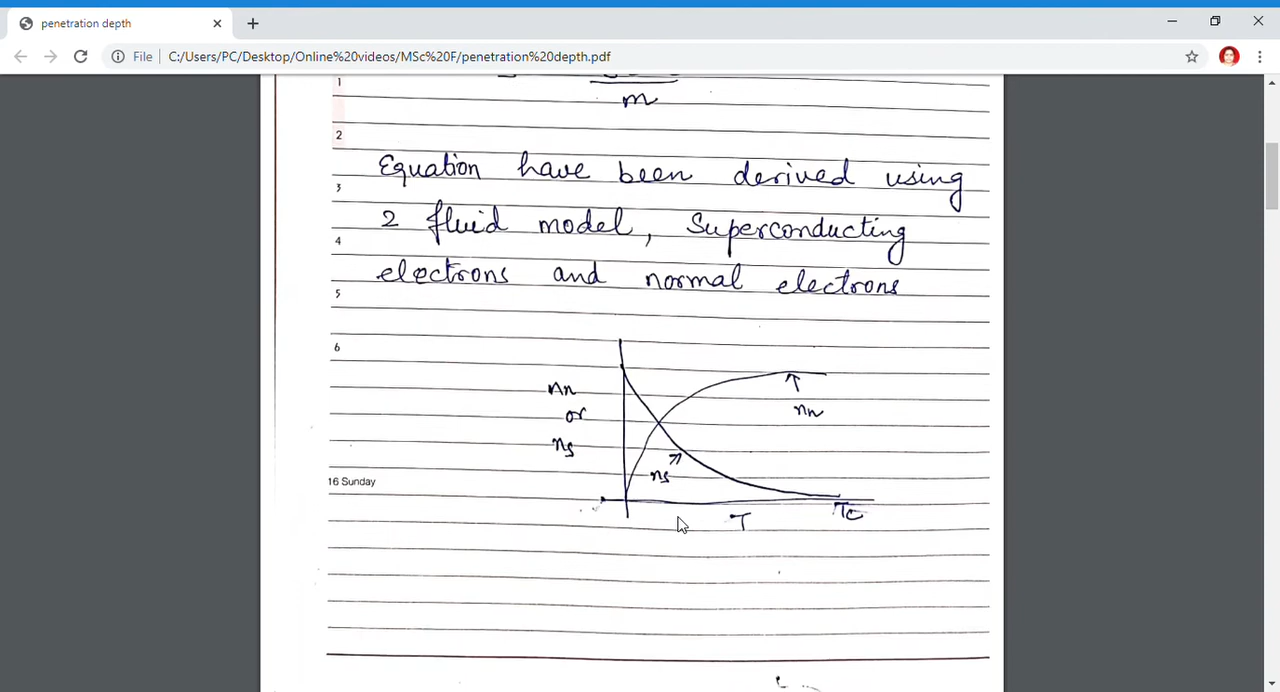 penetration depth
File | C:/Users/PC/Desktop/Online%20videos/MSc%20F/penetration%20depth.pdf
1
m
2
Equation have been derived using
3
2 fluid model, Superconducting
4
electrons and normal electrons
5
6
nn
or
ns
nn
ns
16 Sunday
T
Tc